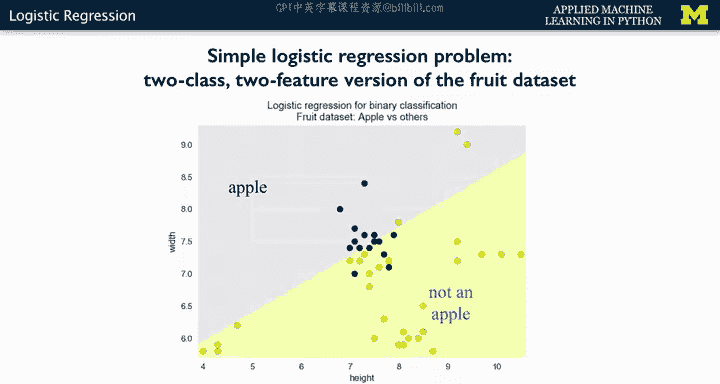 GPT中英字幕课程资源@bilibili.com
Logistic Regression
APPLIED MACHINE
LEARNING IN PYTHON
M
Simple logistic regression problem:
two-class, two-feature version of the fruit dataset
Logistic regression for binary classification
Fruit dataset: Apple vs others
9.0
8.5
8.0
7.5
7.0
6.5
6.0
width
apple
not an
apple
4 5 6 7 8 9 10
height